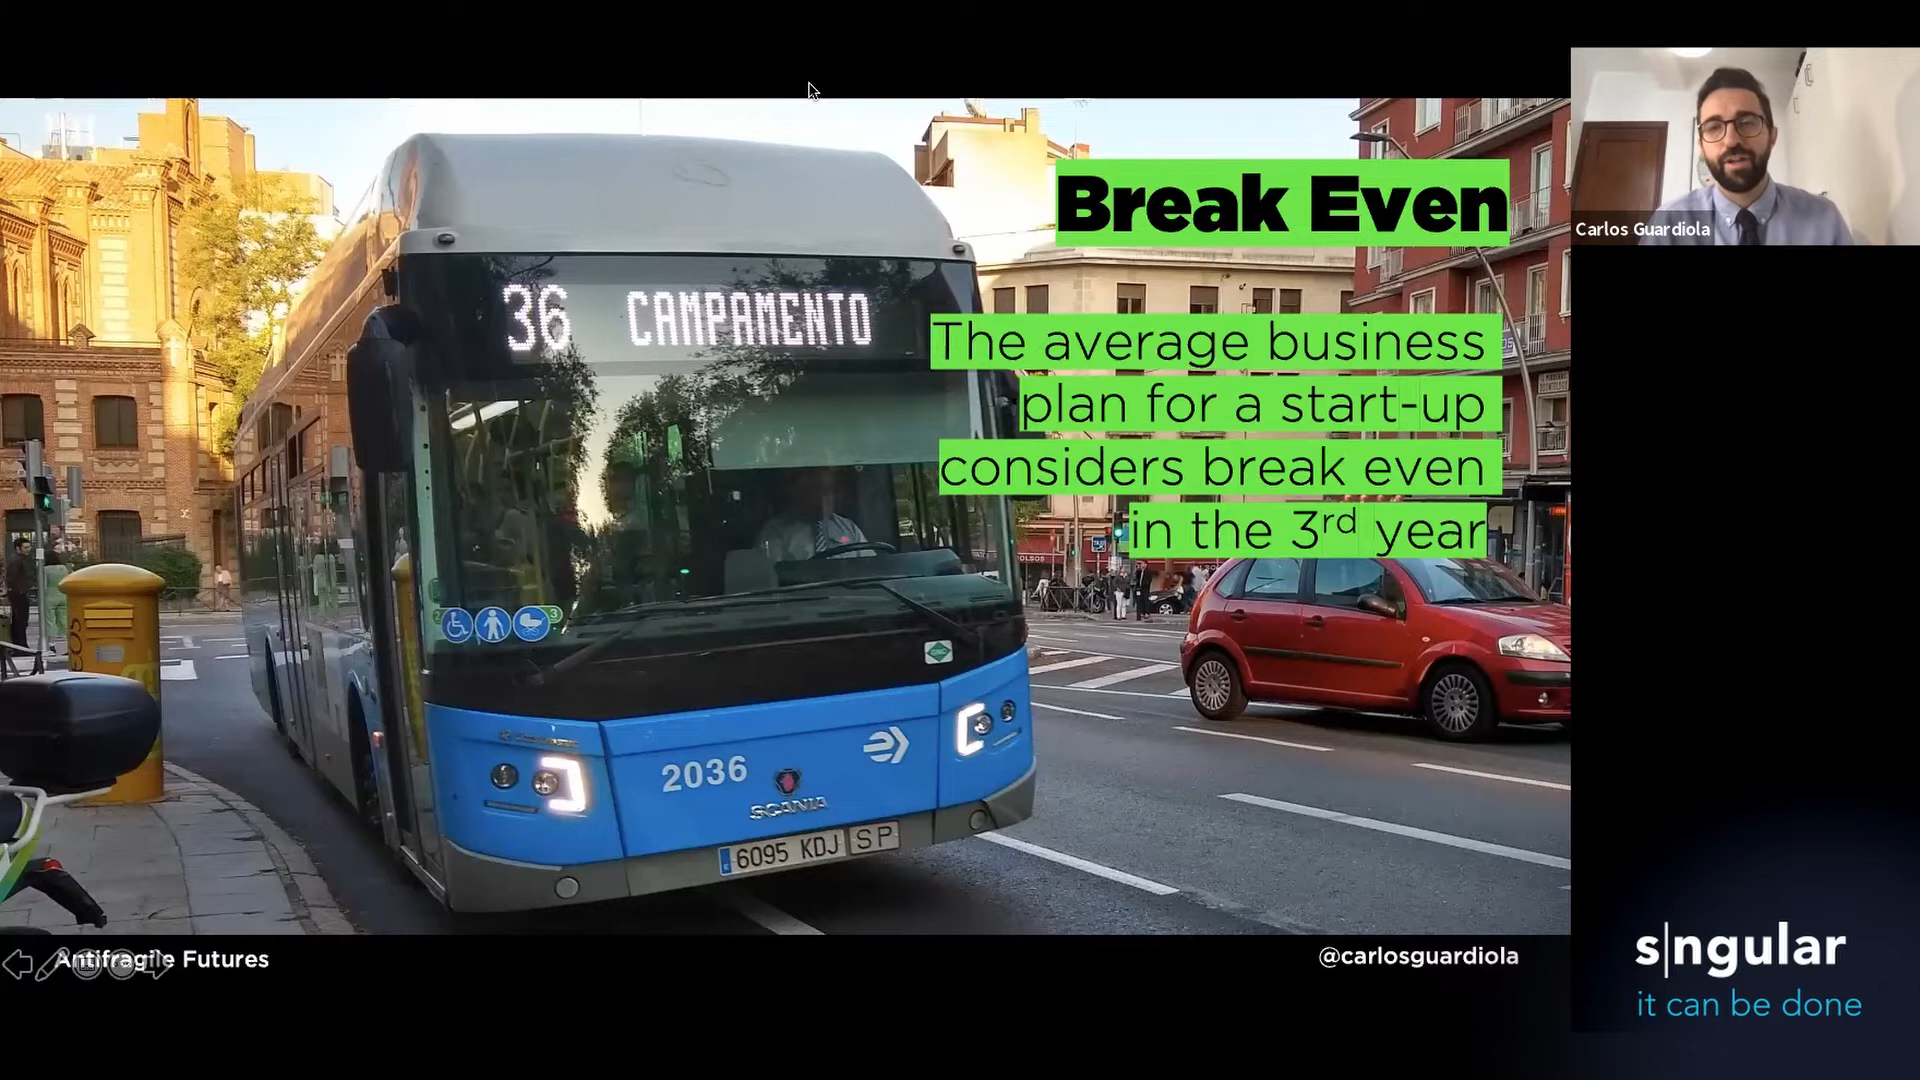 Break Even
The average business
plan for a start-up
considers break even
in the 3rd year
36 CAMPAMENTO
2036
SCANIA
6095 KDJ SP
Carlos Guardiola
Antifragile Futures
@carlosguardiola
s|ngular
it can be done